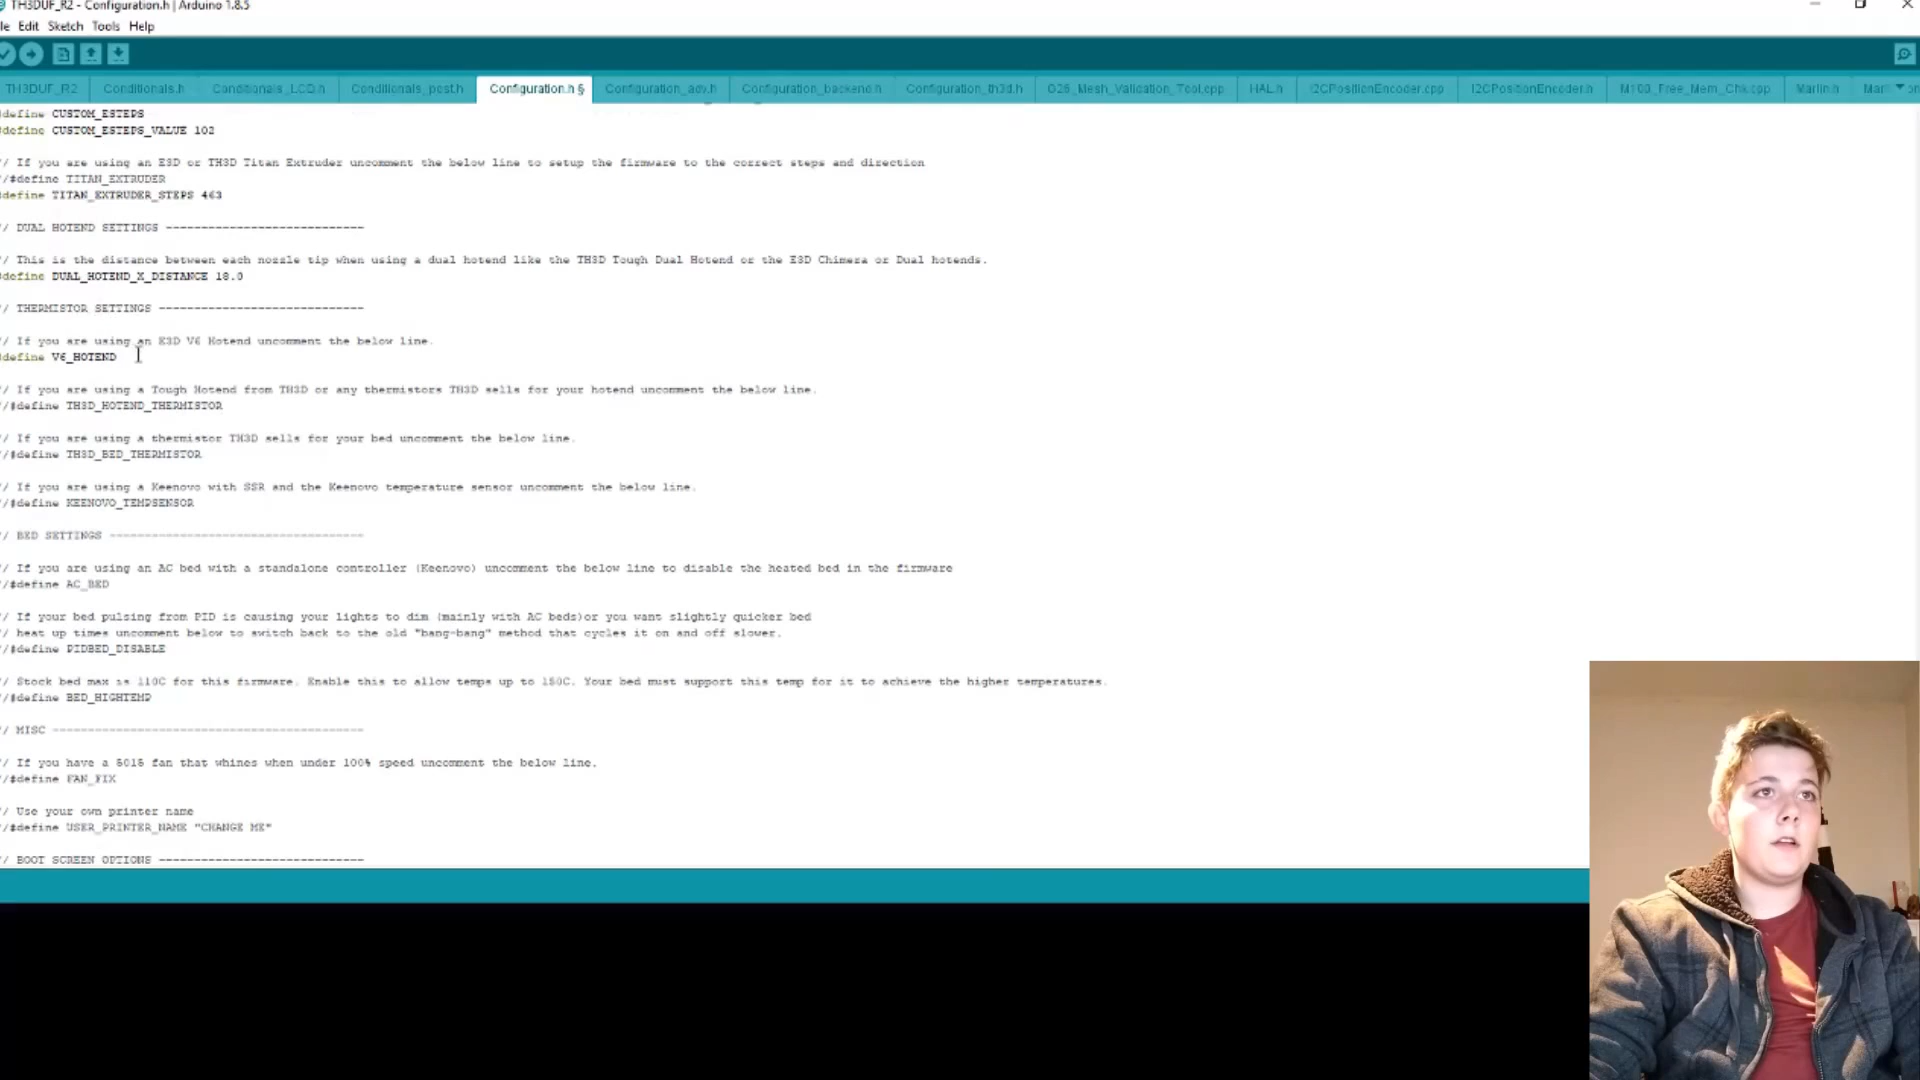 TH3DUF_R2 - Configuration.h | Arduino 1.8.5
le Edit Sketch Tools Help
TH3DUF_R2 Conditionals.h Conditionals_LCD.h Conditionals_post.h Configuration.h § Configuration_adv.h Configuration_backend.h Configuration_th3d.h G26_Mesh_Validation_Tool.cpp HAL.h I2CPositionEncoder.cpp I2CPositionEncoder.h M100_Free_Mem_Chk.cpp Marlin.h
define CUSTOM_ESTEPS
define CUSTOM_ESTEPS_VALUE 102
/ If you are using an E3D or TH3D Titan Extruder uncomment the below line to setup the firmware to the correct steps and direction
/#define TITAN_EXTRUDER
define TITAN_EXTRUDER_STEPS 463
/ DUAL HOTEND SETTINGS ----------------------------
/ This is the distance between each nozzle tip when using a dual hotend like the TH3D Tough Dual Hotend or the E3D Chimera or Dual hotends.
define DUAL_HOTEND_X_DISTANCE 18.0
/ THERMISTOR SETTINGS -----------------------------
/ If you are using an E3D V6 Hotend uncomment the below line.
define V6_HOTEND
/ If you are using a Tough Hotend from TH3D or any thermistors TH3D sells for your hotend uncomment the below line.
/#define TH3D_HOTEND_THERMISTOR
/ If you are using a thermistor TH3D sells for your bed uncomment the below line.
/#define TH3D_BED_THERMISTOR
/ If you are using a Keenovo with SSR and the Keenovo temperature sensor uncomment the below line.
/#define KEENOVO_TEMPSENSOR
/ BED SETTINGS ------------------------------------
/ If you are using an AC bed with a standalone controller (Keenovo) uncomment the below line to disable the heated bed in the firmware
/#define AC_BED
/ If your bed pulsing from PID is causing your lights to dim (mainly with AC beds)or you want slightly quicker bed
/ heat up times uncomment below to switch back to the old "bang-bang" method that cycles it on and off slower.
/#define PIDBED_DISABLE
/ Stock bed max is 110C for this firmware. Enable this to allow temps up to 150C. Your bed must support this temp for it to achieve the higher temperatures.
/#define BED_HIGHTEMP
/ MISC --------------------------------------------
/ If you have a 5015 fan that whines when under 100% speed uncomment the below line.
/#define FAN_FIX
/ Use your own printer name
/#define USER_PRINTER_NAME "CHANGE ME"
/ BOOT SCREEN OPTIONS -----------------------------